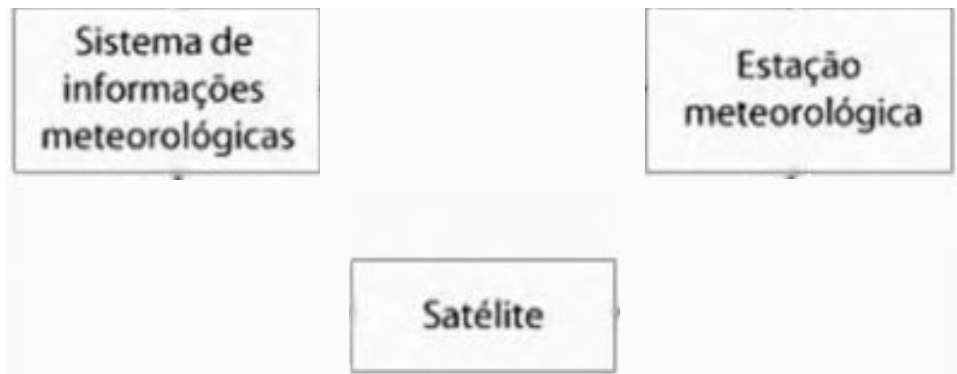 Sistema de
informações
meteorológicas
Estação
meteorológica
Satélite